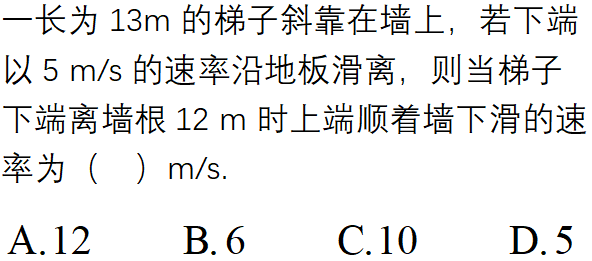 一长为 13m 的梯子斜靠在墙上，若下端
以 5 m/s 的速率沿地板滑离，则当梯子
下端离墙根 12 m 时上端顺着墙下滑的速
率为（　）m/s.
A.12　B.6　C.10　D.5